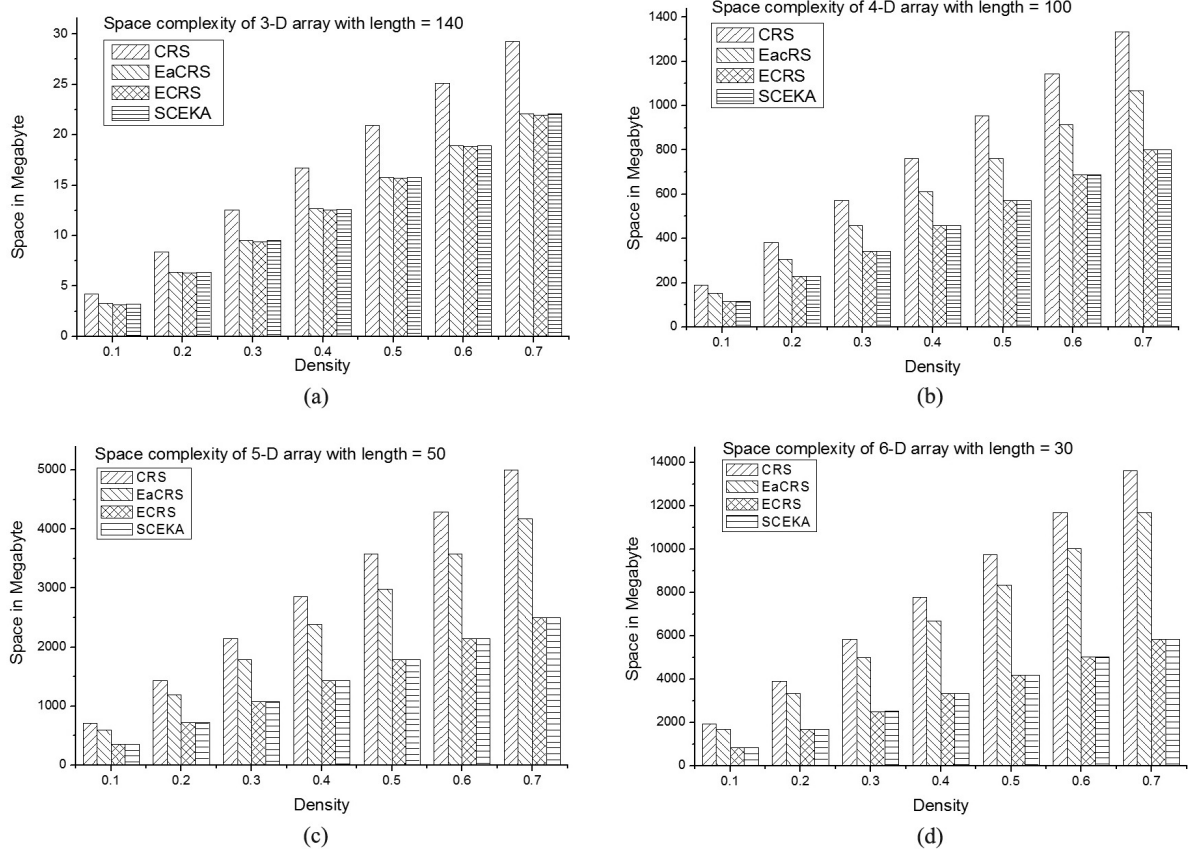 Space complexity of 3-D array with length = 140
CRS
EaCRS
ECRS
SCEKA
Space in Megabyte
30
25
20
15
10
5
0
0.1 0.2 0.3 0.4 0.5 0.6 0.7
Density
(a)
Space complexity of 4-D array with length = 100
CRS
EacRS
ECRS
SCEKA
Space in Megabyte
1400
1200
1000
800
600
400
200
0
0.1 0.2 0.3 0.4 0.5 0.6 0.7
Density
(b)
Space complexity of 5-D array with length = 50
CRS
EaCRS
ECRS
SCEKA
Space in Megabyte
5000
4000
3000
2000
1000
0
0.1 0.2 0.3 0.4 0.5 0.6 0.7
Density
(c)
Space complexity of 6-D array with length = 30
CRS
EaCRS
ECRS
SCEKA
Space in Megabyte
14000
12000
10000
8000
6000
4000
2000
0
0.1 0.2 0.3 0.4 0.5 0.6 0.7
Density
(d)